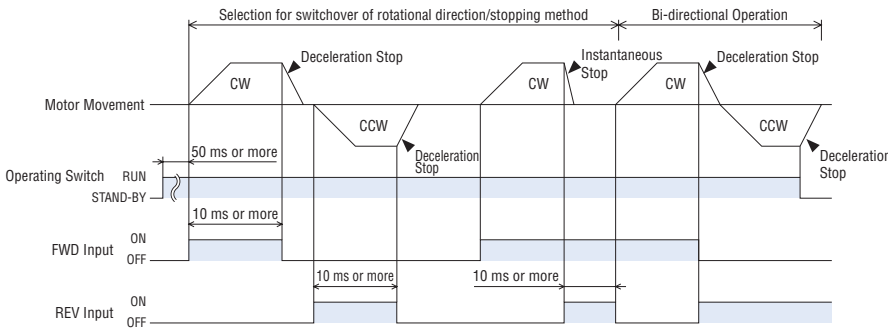 Selection for switchover of rotational direction/stopping method
Bi-directional Operation
Deceleration Stop
Instantaneous
Stop
Deceleration Stop
CW
CW
CW
Motor Movement
CCW
CCW
50 ms or more
Deceleration
Stop
Deceleration
Stop
Operating Switch
RUN
STAND-BY
10 ms or more
FWD Input
ON
OFF
10 ms or more
10 ms or more
REV Input
ON
OFF